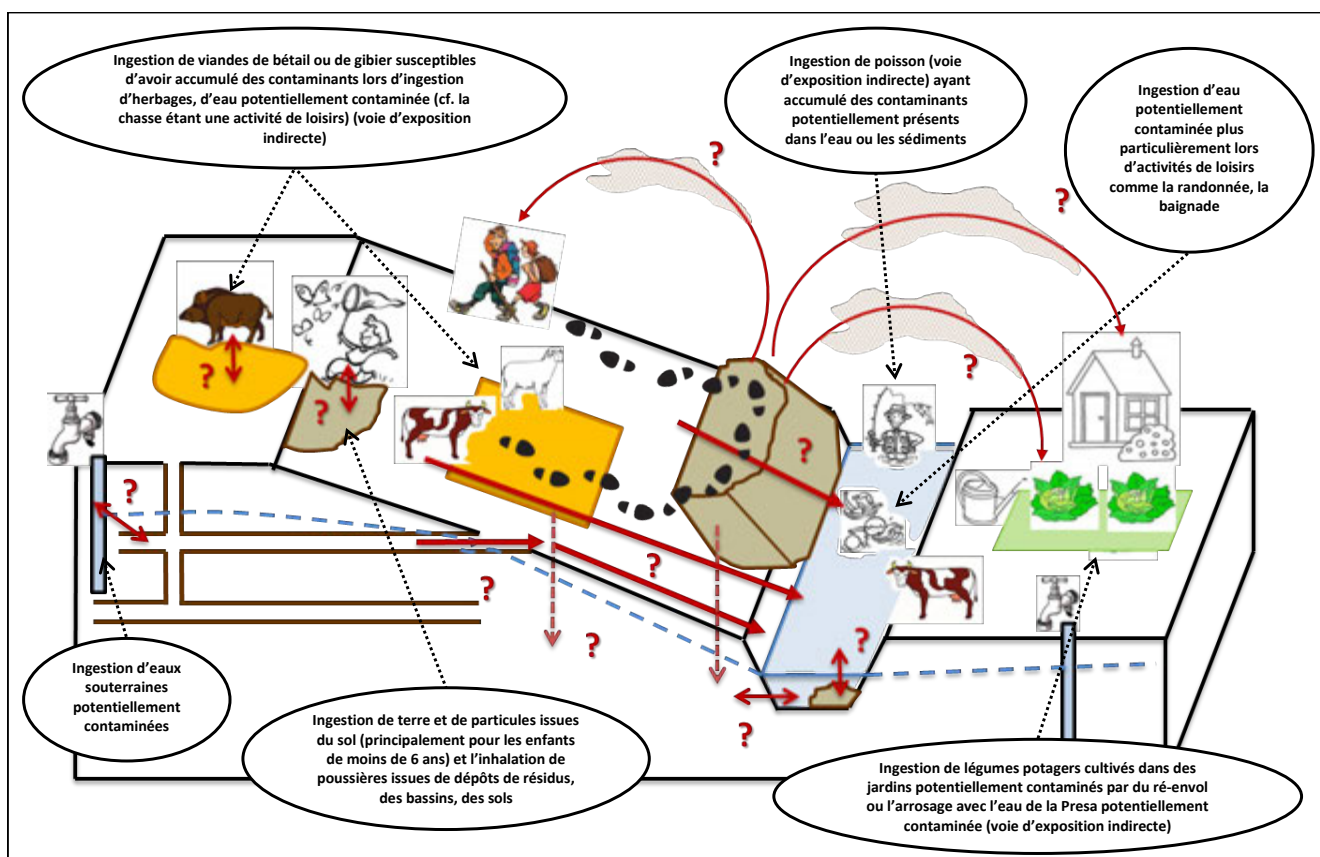 Ingestion de viandes de bétail ou de gibier susceptibles
d'avoir accumulé des contaminants lors d'ingestion
d'herbages, d'eau potentiellement contaminée (cf. la
chasse étant une activité de loisirs) (voie d'exposition
indirecte)
Ingestion de poisson (voie
d'exposition indirecte) ayant
accumulé des contaminants
potentiellement présents
dans l'eau ou les sédiments
Ingestion d'eau
potentiellement
contaminée plus
particulièrement lors
d'activités de loisirs
comme la randonnée, la
baignade
?
?
?
?
?
?
?
?
?
?
?
?
Ingestion d'eaux
souterraines
potentiellement
contaminées
Ingestion de terre et de particules issues
du sol (principalement pour les enfants
de moins de 6 ans) et l'inhalation de
poussières issues de dépôts de résidus,
des bassins, des sols
Ingestion de légumes potagers cultivés dans des
jardins potentiellement contaminés par du ré-envol
ou l'arrosage avec l'eau de la Presa potentiellement
contaminée (voie d'exposition indirecte)